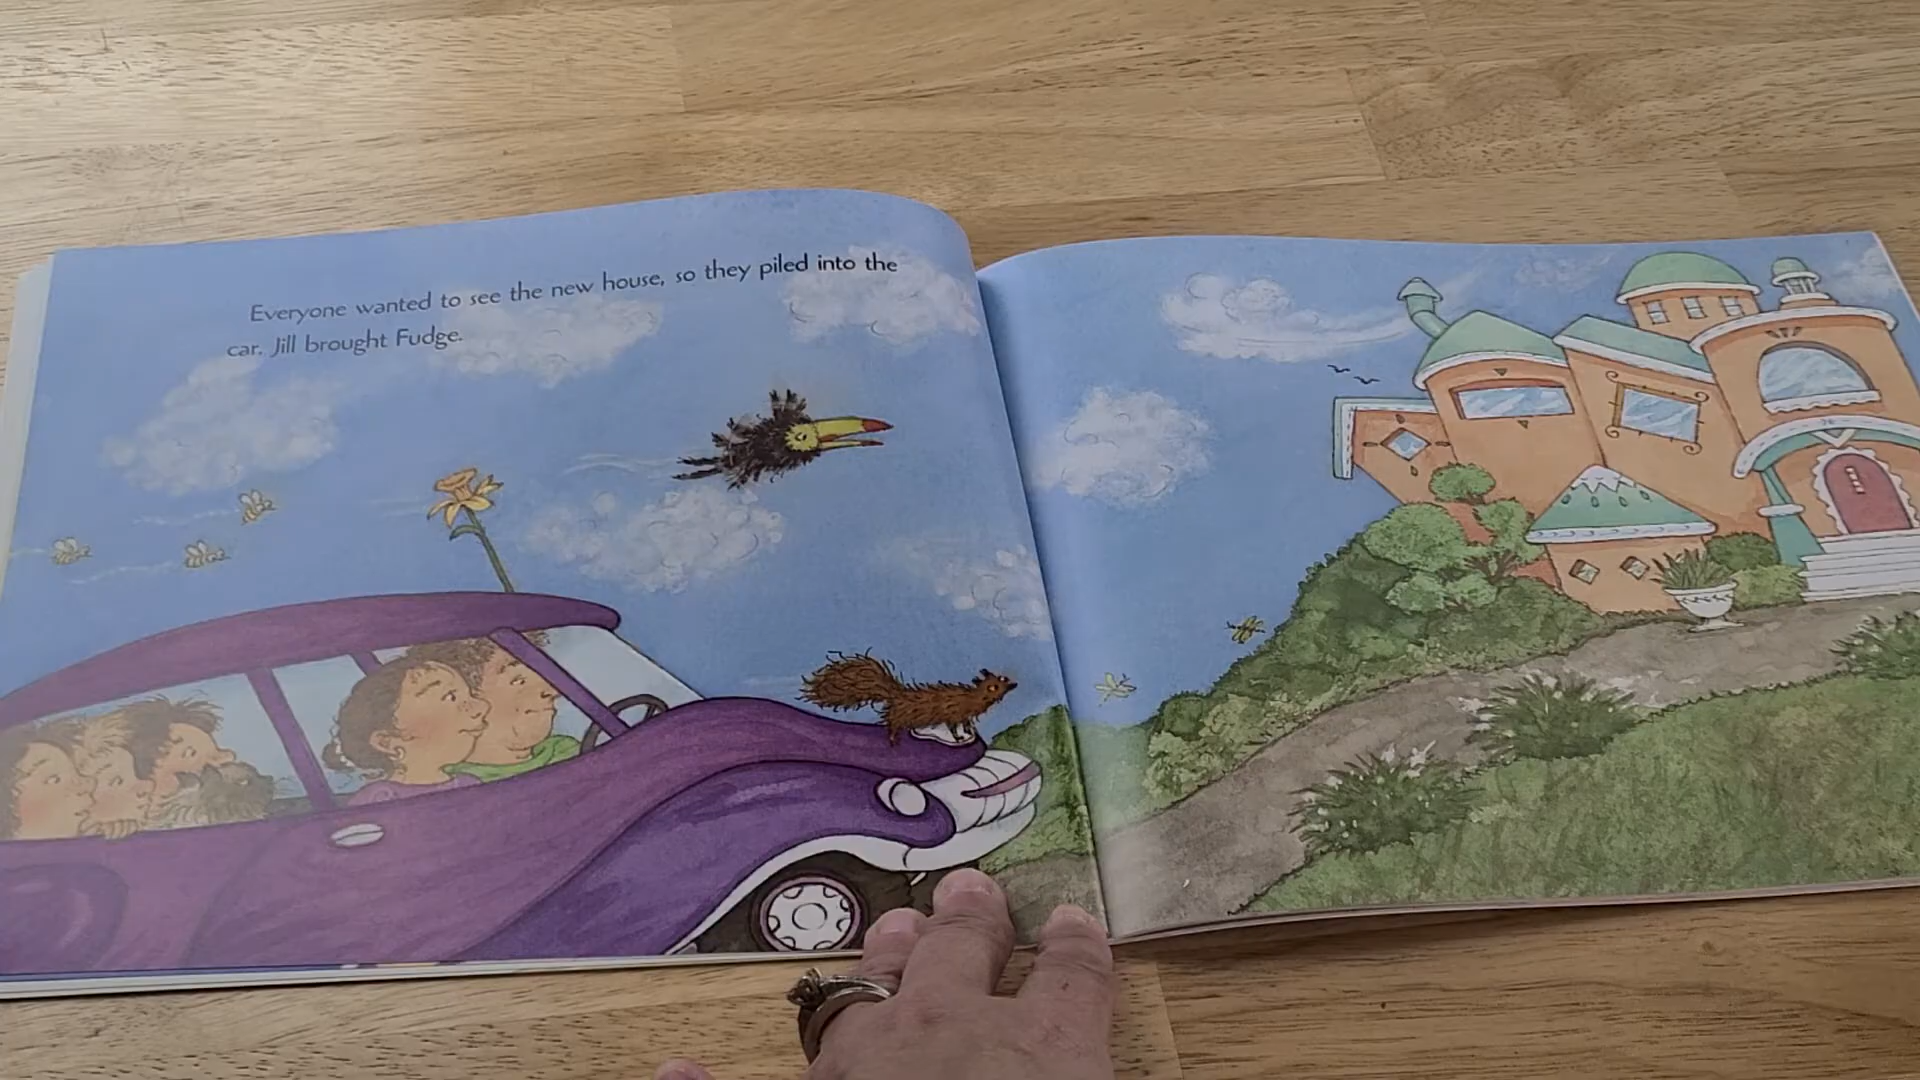 Everyone wanted to see the new house, so they piled into the
car. Jill brought Fudge.